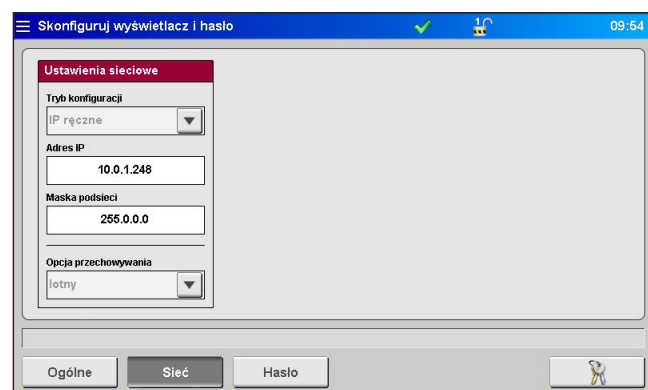 Skonfiguruj wyświetlacz i hasło
1
09:54
Ustawienia sieciowe
Tryb konfiguracji
IP ręczne
Adres IP
10.0.1.248
Maska podsieci
255.0.0.0
Opcja przechowywania
lotny
Ogólne
Sieć
Hasło